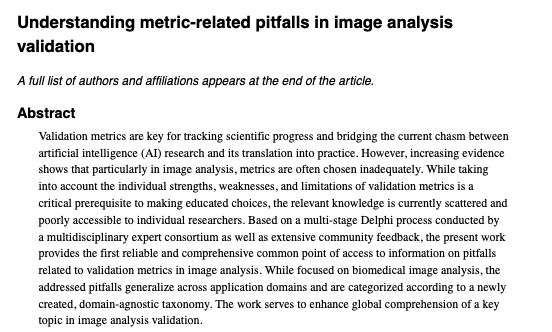 Understanding metric-related pitfalls in image analysis
validation
A full list of authors and affiliations appears at the end of the article.
Abstract
Validation metrics are key for tracking scientific progress and bridging the current chasm between
artificial intelligence (AI) research and its translation into practice. However, increasing evidence
shows that particularly in image analysis, metrics are often chosen inadequately. While taking
into account the individual strengths, weaknesses, and limitations of validation metrics is a
critical prerequisite to making educated choices, the relevant knowledge is currently scattered and
poorly accessible to individual researchers. Based on a multi-stage Delphi process conducted by
a multidisciplinary expert consortium as well as extensive community feedback, the present work
provides the first reliable and comprehensive common point of access to information on pitfalls
related to validation metrics in image analysis. While focused on biomedical image analysis, the
addressed pitfalls generalize across application domains and are categorized according to a newly
created, domain-agnostic taxonomy. The work serves to enhance global comprehension of a key
topic in image analysis validation.